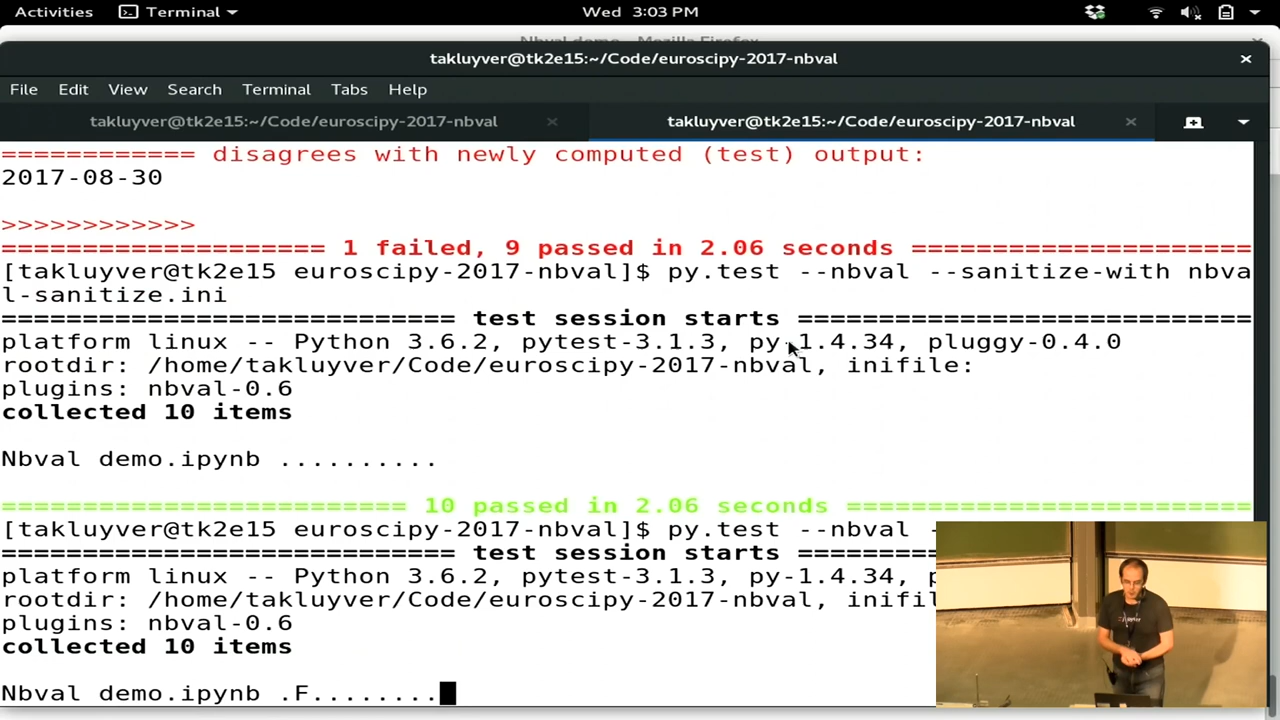 Activities Terminal Wed 3:03 PM
Nbval demo - Mozilla Firefox
takluyver@tk2e15:~/Code/euroscipy-2017-nbval
File Edit View Search Terminal Tabs Help
takluyver@tk2e15:~/Code/euroscipy-2017-nbval takluyver@tk2e15:~/Code/euroscipy-2017-nbval
============ disagrees with newly computed (test) output:
2017-08-30
>>>>>>>>>>>>
==================== 1 failed, 9 passed in 2.06 seconds =====================
[takluyver@tk2e15 euroscipy-2017-nbval]$ py.test --nbval --sanitize-with nbva
l-sanitize.ini
============================ test session starts ============================
platform linux -- Python 3.6.2, pytest-3.1.3, py-1.4.34, pluggy-0.4.0
rootdir: /home/takluyver/Code/euroscipy-2017-nbval, inifile:
plugins: nbval-0.6
collected 10 items
Nbval demo.ipynb ..........
========================= 10 passed in 2.06 seconds =========================
[takluyver@tk2e15 euroscipy-2017-nbval]$ py.test --nbval -
============================ test session starts =========
platform linux -- Python 3.6.2, pytest-3.1.3, py-1.4.34, p
rootdir: /home/takluyver/Code/euroscipy-2017-nbval, inifil
plugins: nbval-0.6
collected 10 items
Nbval demo.ipynb .F........